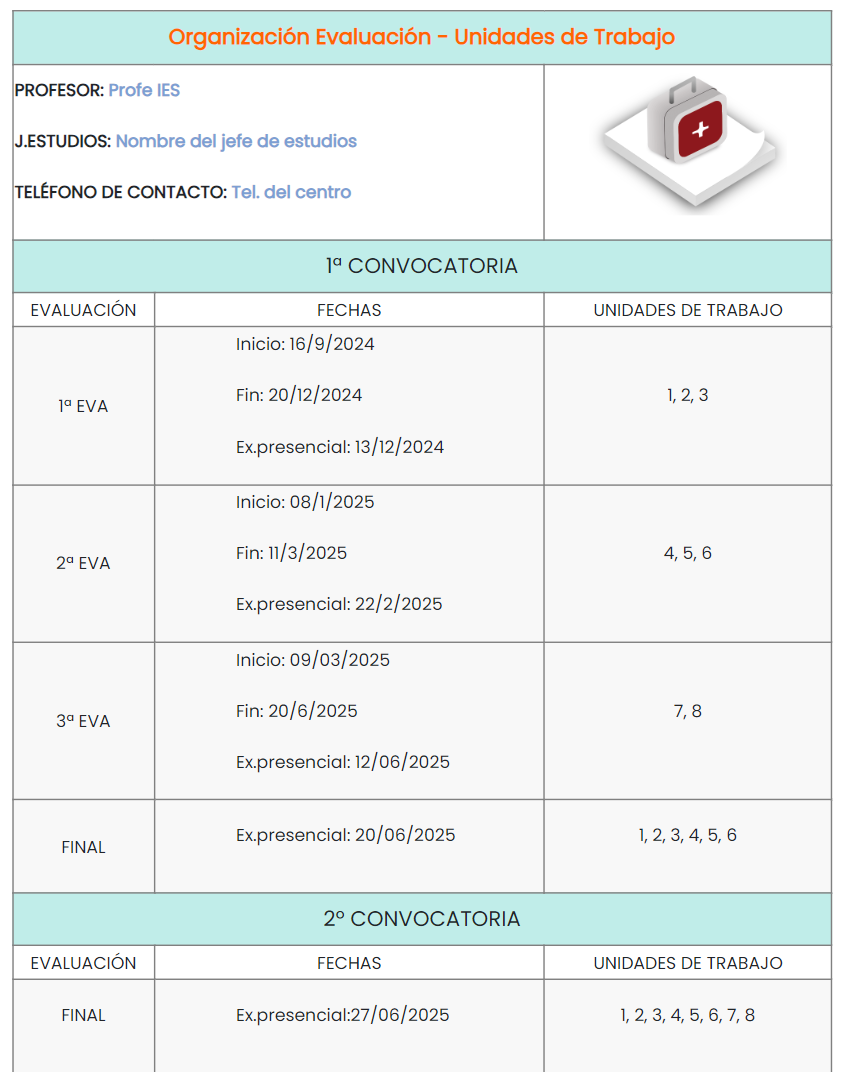 Organización Evaluación - Unidades de Trabajo
PROFESOR: Profe IES
J.ESTUDIOS: Nombre del jefe de estudios
TELÉFONO DE CONTACTO: Tel. del centro
1ª CONVOCATORIA
EVALUACIÓN FECHAS UNIDADES DE TRABAJO
Inicio: 16/9/2024
Fin: 20/12/2024
1ª EVA
1, 2, 3
Ex.presencial: 13/12/2024
Inicio: 08/1/2025
Fin: 11/3/2025
2ª EVA
4, 5, 6
Ex.presencial: 22/2/2025
Inicio: 09/03/2025
Fin: 20/6/2025
3ª EVA
7, 8
Ex.presencial: 12/06/2025
FINAL
Ex.presencial: 20/06/2025
1, 2, 3, 4, 5, 6
2º CONVOCATORIA
EVALUACIÓN FECHAS UNIDADES DE TRABAJO
FINAL
Ex.presencial:27/06/2025
1, 2, 3, 4, 5, 6, 7, 8